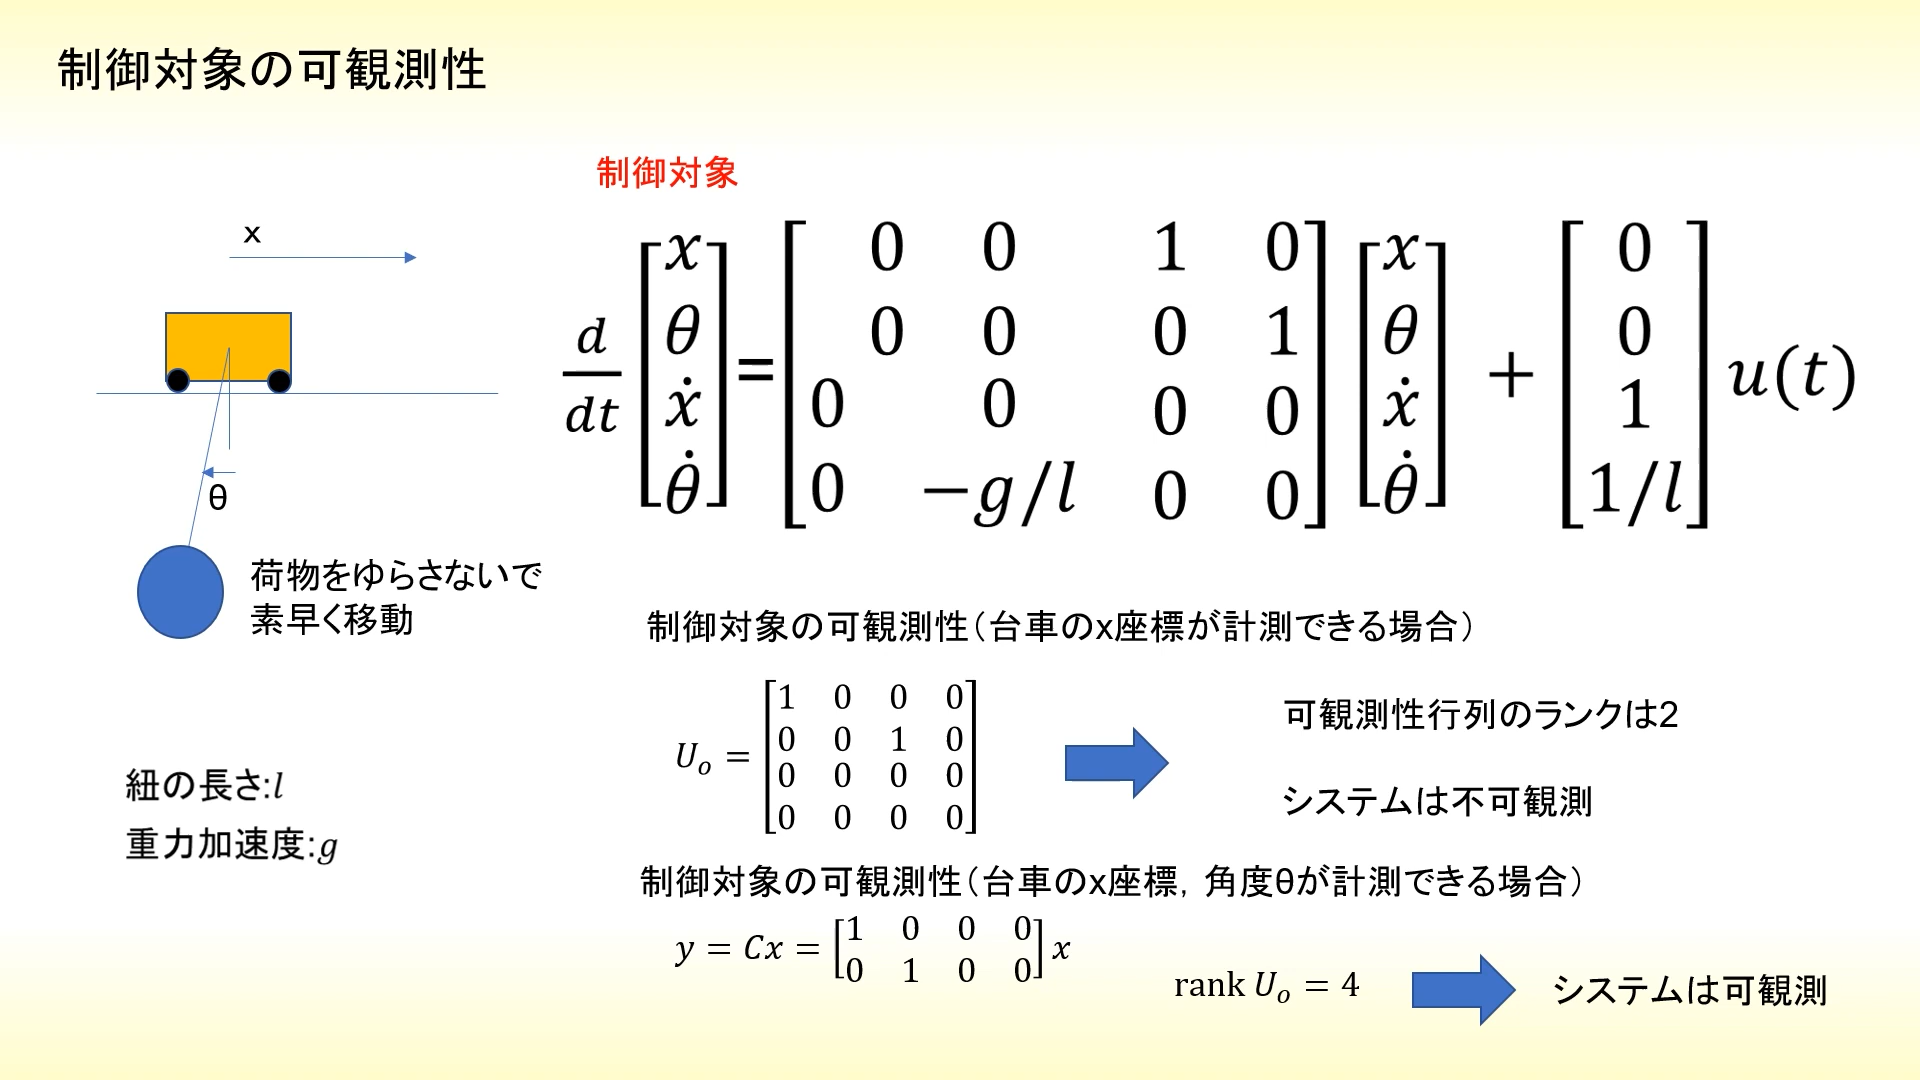 制御対象の可観測性
制御対象
x
θ
荷物をゆらさないで
素早く移動
紐の長さ:l
重力加速度:g
d/dt [x θ ẋ θ̇] = [0 0 1 0; 0 0 0 1; 0 0 0 0; 0 −g/l 0 0] [x θ ẋ θ̇] + [0 0 1 1/l] u(t)
制御対象の可観測性（台車のx座標が計測できる場合）
U_o = [1 0 0 0; 0 0 1 0; 0 0 0 0; 0 0 0 0]
可観測性行列のランクは2
システムは不可観測
制御対象の可観測性（台車のx座標，角度θが計測できる場合）
y = Cx = [1 0 0 0; 0 1 0 0] x
rank U_o = 4
システムは可観測